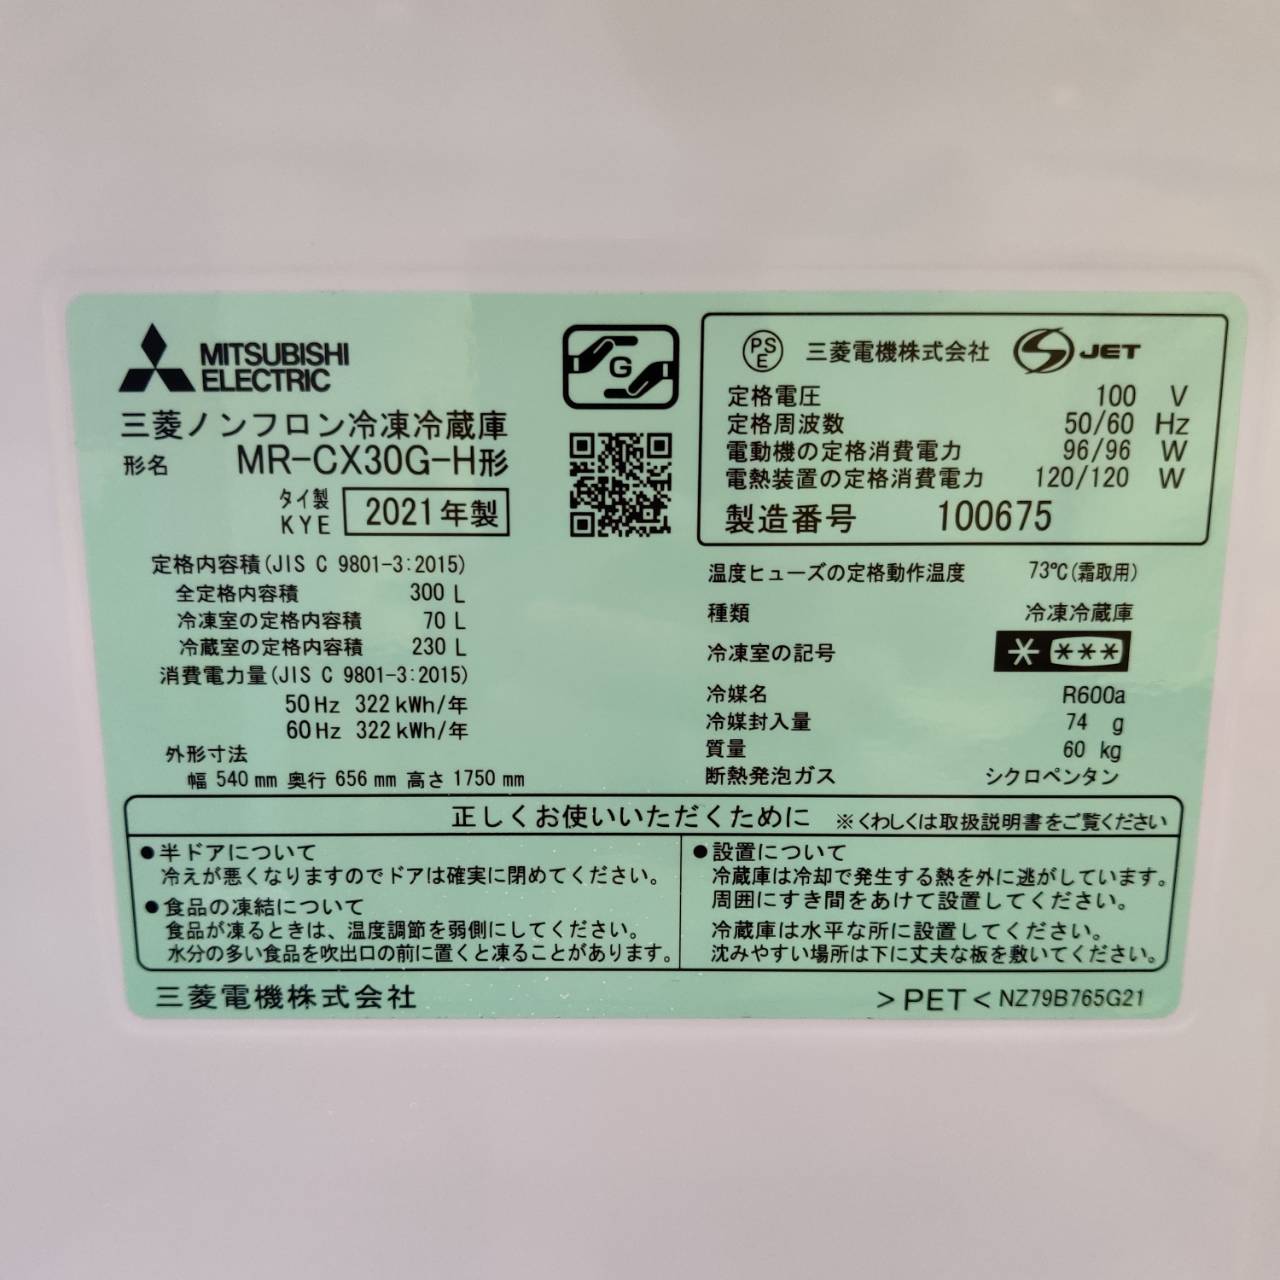 MITSUBISHI
ELECTRIC
三菱ノンフロン冷凍冷蔵庫
形名 MR-CX30G-H形
タイ製
KYE 2021年製
G
定格内容積(JIS C 9801-3:2015)
全定格内容積 300 L
冷凍室の定格内容積 70 L
冷蔵室の定格内容積 230 L
消費電力量(JIS C 9801-3:2015)
50Hz 322kWh/年
60Hz 322kWh/年
外形寸法
幅 540mm 奥行 656mm 高さ 1750mm
PSE 三菱電機株式会社 JET
定格電圧 100 V
定格周波数 50/60 Hz
電動機の定格消費電力 96/96 W
電熱装置の定格消費電力 120/120 W
製造番号 100675
温度ヒューズの定格動作温度 73℃(霜取用)
種類 冷凍冷蔵庫
冷凍室の記号 * ***
冷媒名 R600a
冷媒封入量 74 g
質量 60 kg
断熱発泡ガス シクロペンタン
正しくお使いいただくために ※くわしくは取扱説明書をご覧ください
●半ドアについて
冷えが悪くなりますのでドアは確実に閉めてください。
●食品の凍結について
食品が凍るときは、温度調節を弱側にしてください。
水分の多い食品を吹出口の前に置くと凍ることがあります。
●設置について
冷蔵庫は冷却で発生する熱を外に逃がしています。
周囲にすき間をあけて設置してください。
冷蔵庫は水平な所に設置してください。
沈みやすい場所は下に丈夫な板を敷いてください。
三菱電機株式会社 >PET< NZ79B765G21